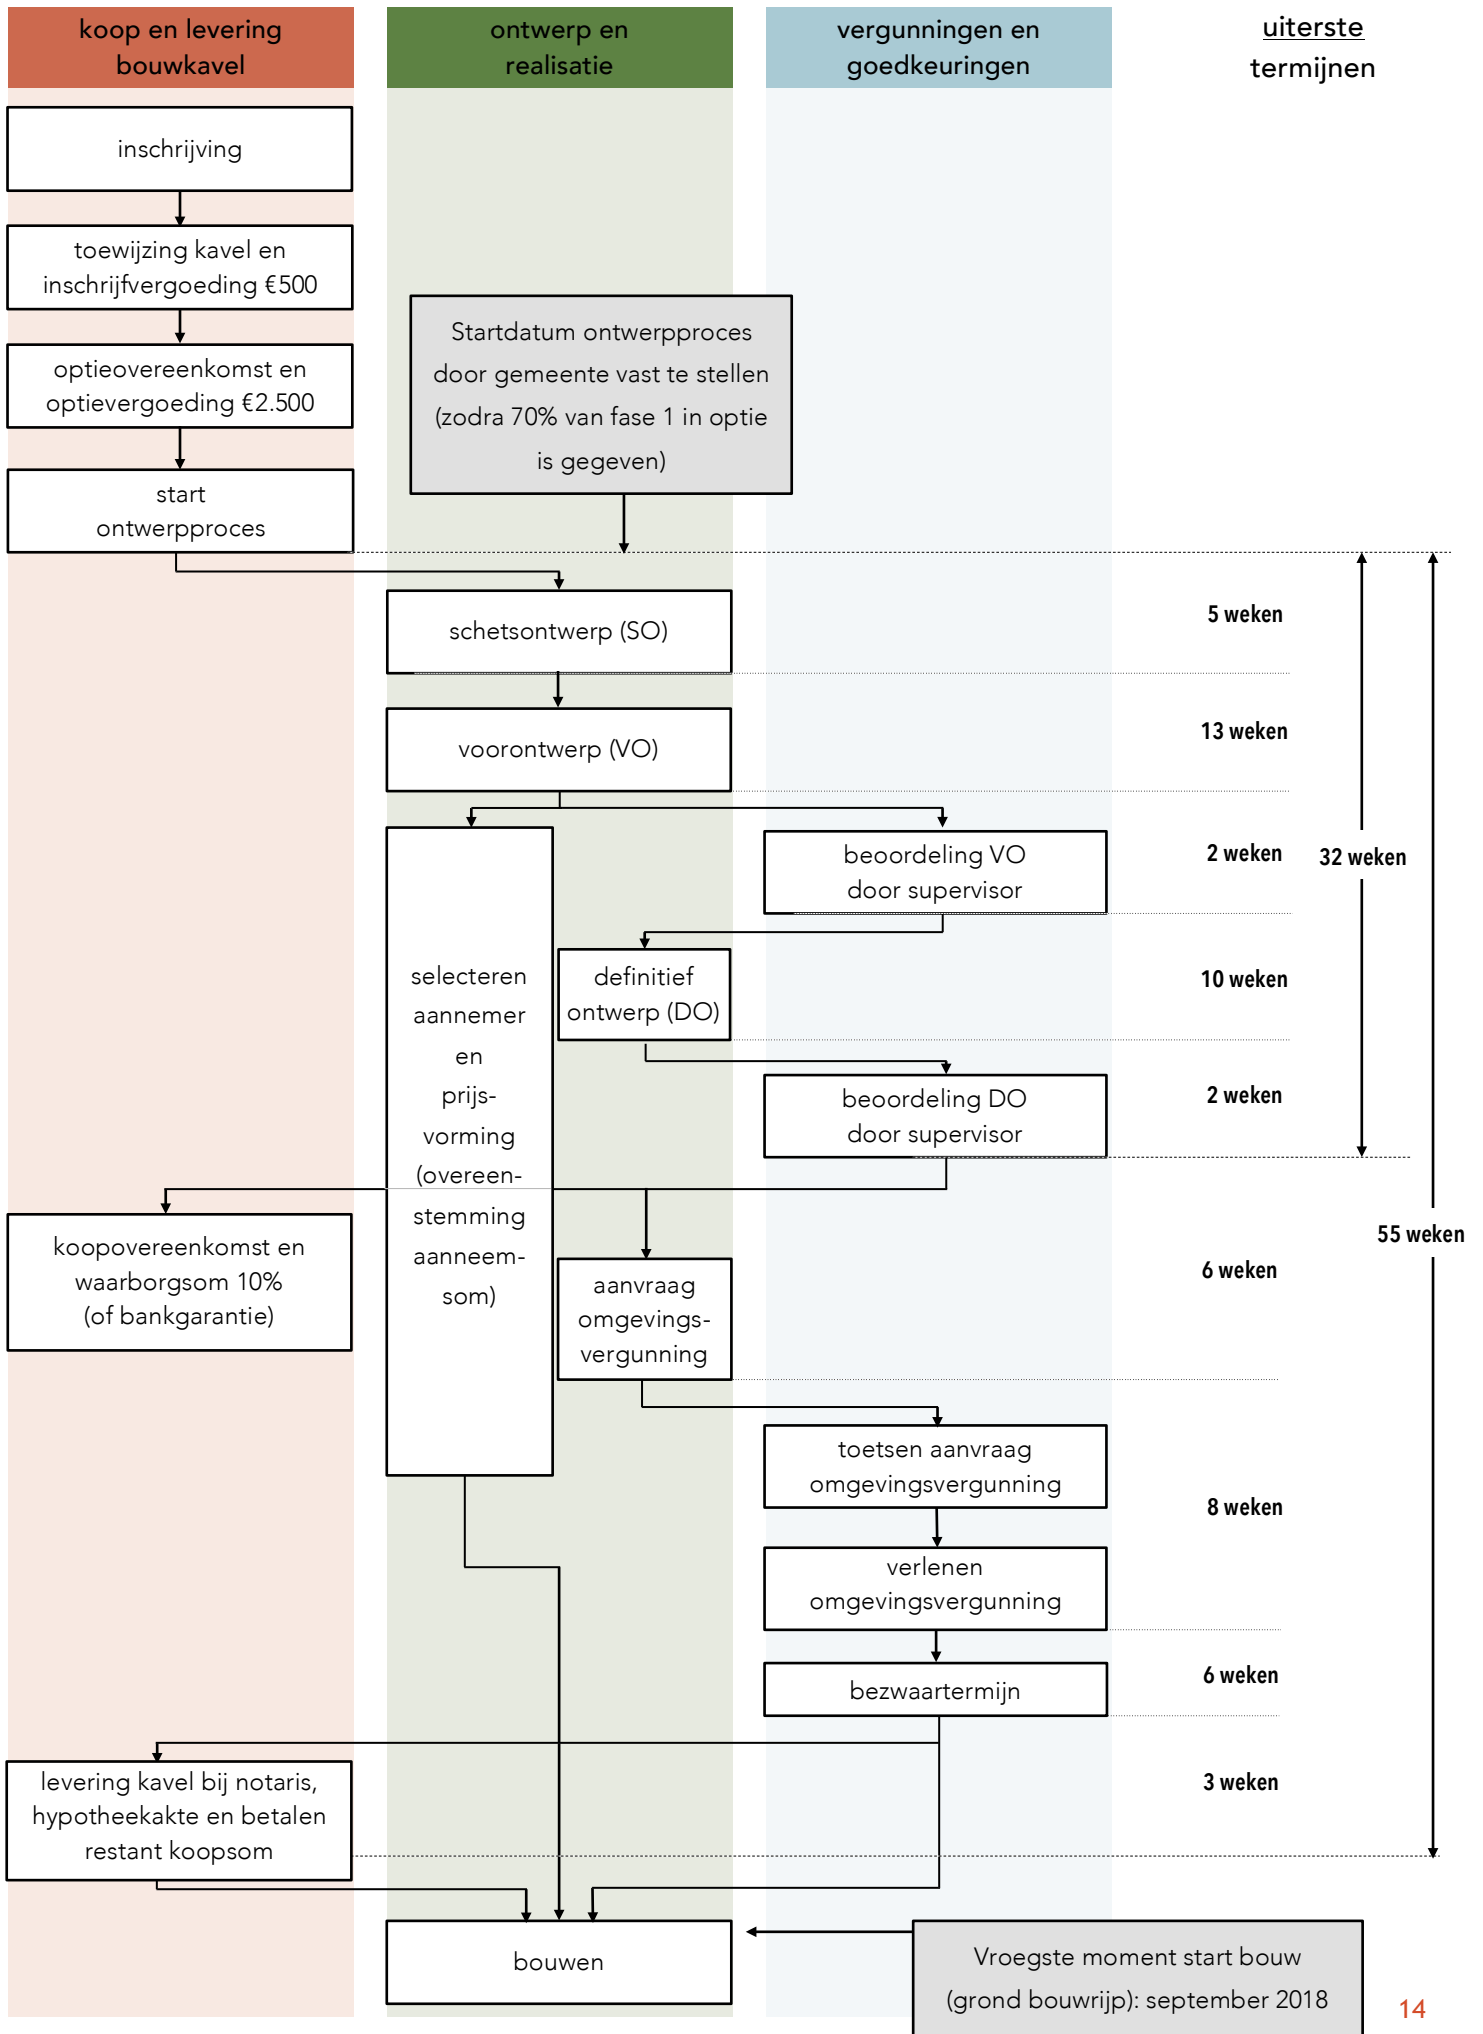 koop en levering
bouwkavel
ontwerp en
realisatie
vergunningen en
goedkeuringen
uiterste
termijnen
inschrijving
toewijzing kavel en
inschrijfvergoeding €500
optieovereenkomst en
optievergoeding €2.500
Startdatum ontwerpproces
door gemeente vast te stellen
(zodra 70% van fase 1 in optie
is gegeven)
start
ontwerpproces
schetsontwerp (SO)
5 weken
voorontwerp (VO)
13 weken
beoordeling VO
door supervisor
2 weken
32 weken
selecteren
aannemer
en
prijs-
vorming
(overeen-
stemming
aanneem-
som)
definitief
ontwerp (DO)
10 weken
beoordeling DO
door supervisor
2 weken
koopovereenkomst en
waarborgsom 10%
(of bankgarantie)
aanvraag
omgevings-
vergunning
6 weken
55 weken
toetsen aanvraag
omgevingsvergunning
8 weken
verlenen
omgevingsvergunning
bezwaartermijn
6 weken
levering kavel bij notaris,
hypotheekakte en betalen
restant koopsom
3 weken
bouwen
Vroegste moment start bouw
(grond bouwrijp): september 2018
14